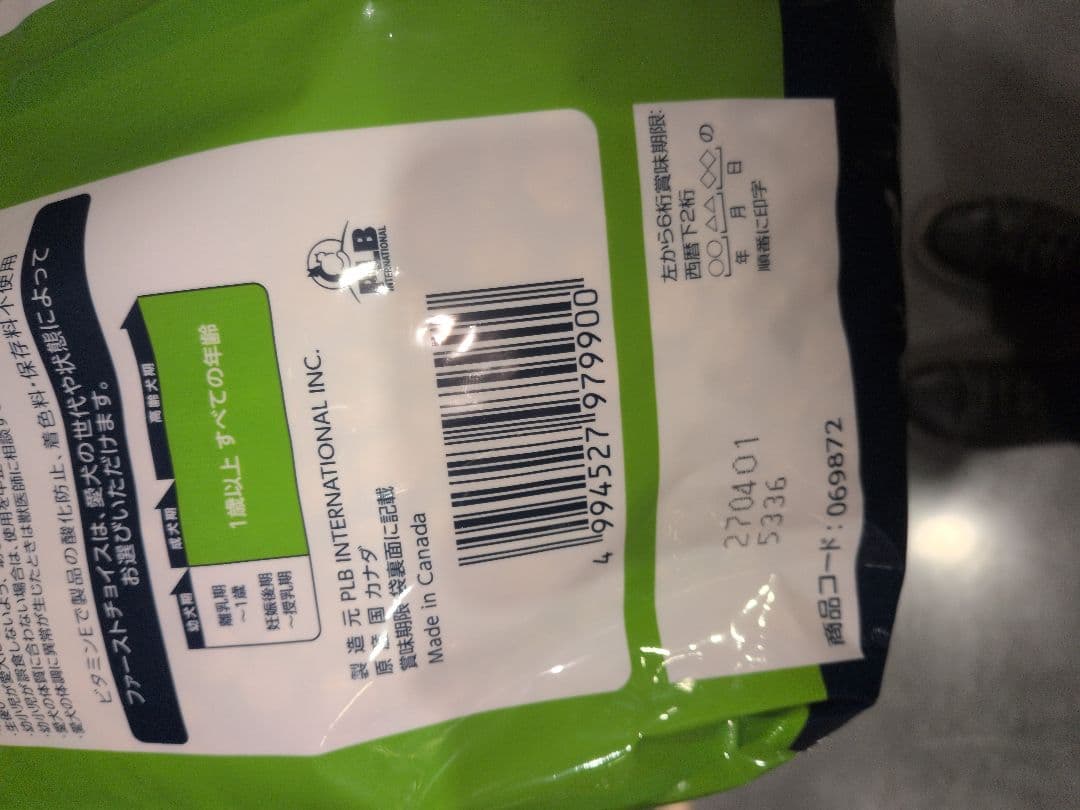 ビタミンEで製品の酸化防止、着色料・保存料不使用
ファーストチョイスは、愛犬の世代や状態によって
お選びいただけます。
幼犬期
成犬期
高齢犬期
離乳期
～1歳
妊娠後期
～授乳期
1歳以上 すべての年齢
製 造 元 PLB INTERNATIONAL INC.
原 産 国 カナダ
賞味期限 袋裏面に記載
Made in Canada
PLB
INTERNATIONAL
4 994527 979900
左から6桁賞味期限:
西暦下2桁
○○ △△ ◇◇ の
年 月 日
順番に印字
270401
5336
商品コード:069872